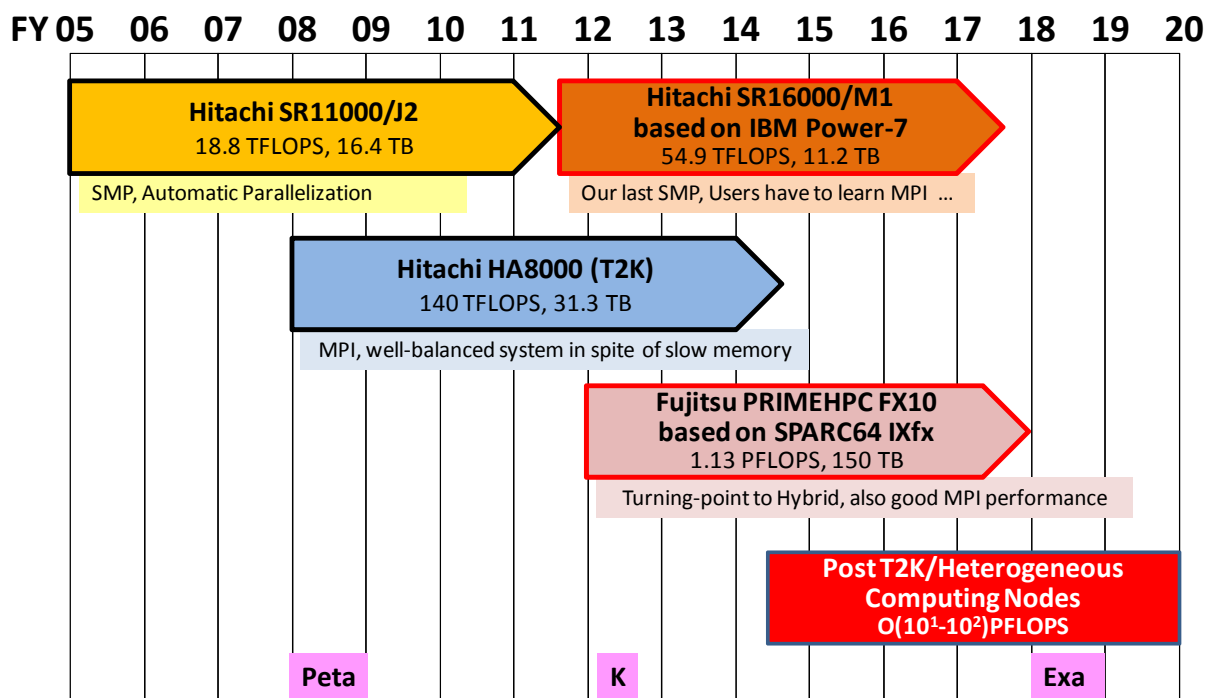 FY 05 06 07 08 09 10 11 12 13 14 15 16 17 18 19 20
Hitachi SR11000/J2
18.8 TFLOPS, 16.4 TB
SMP, Automatic Parallelization
Hitachi SR16000/M1
based on IBM Power-7
54.9 TFLOPS, 11.2 TB
Our last SMP, Users have to learn MPI ...
Hitachi HA8000 (T2K)
140 TFLOPS, 31.3 TB
MPI, well-balanced system in spite of slow memory
Fujitsu PRIMEHPC FX10
based on SPARC64 IXfx
1.13 PFLOPS, 150 TB
Turning-point to Hybrid, also good MPI performance
Post T2K/Heterogeneous
Computing Nodes
O(10¹-10²)PFLOPS
Peta
K
Exa